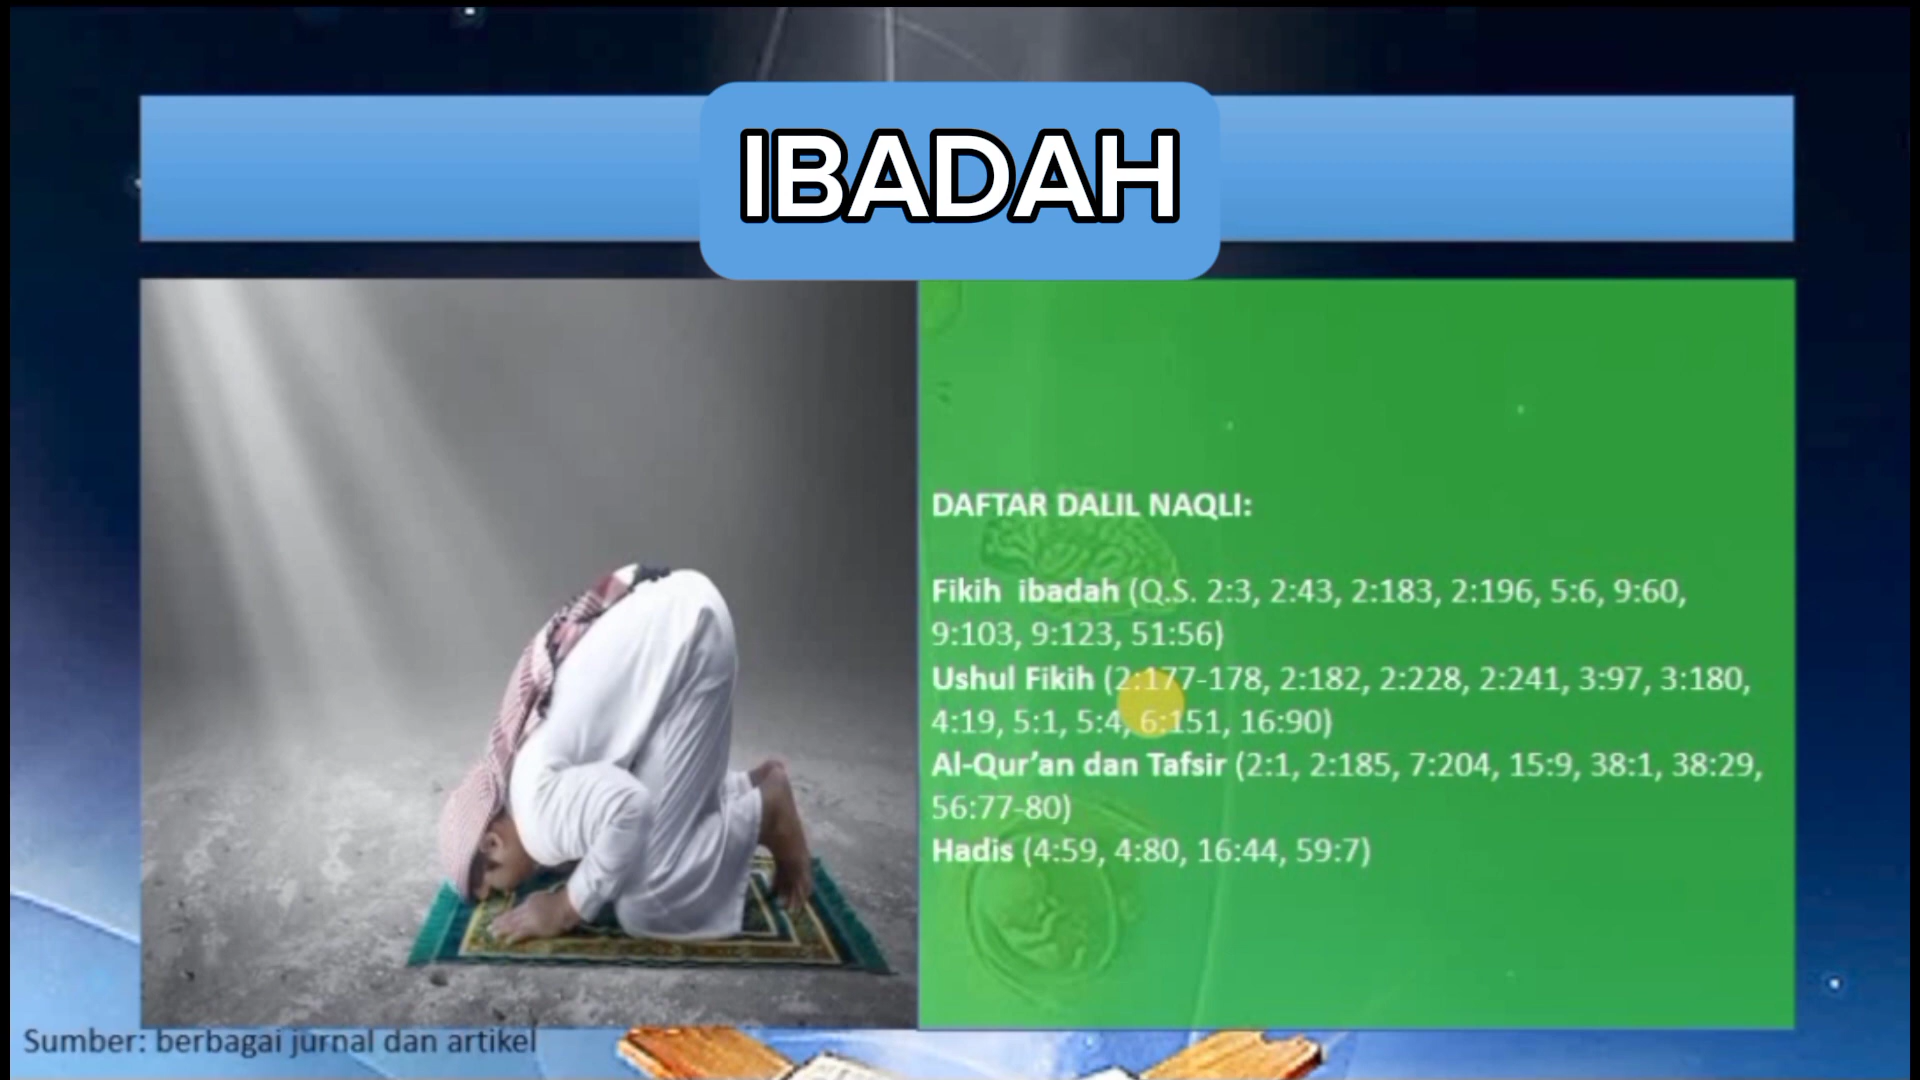 IBADAH
DAFTAR DALIL NAQLI:
Fikih ibadah (Q.S. 2:3, 2:43, 2:183, 2:196, 5:6, 9:60,
9:103, 9:123, 51:56)
Ushul Fikih (2:177-178, 2:182, 2:228, 2:241, 3:97, 3:180,
4:19, 5:1, 5:4, 6:151, 16:90)
Al-Qur’an dan Tafsir (2:1, 2:185, 7:204, 15:9, 38:1, 38:29,
56:77-80)
Hadis (4:59, 4:80, 16:44, 59:7)
Sumber: berbagai jurnal dan artikel